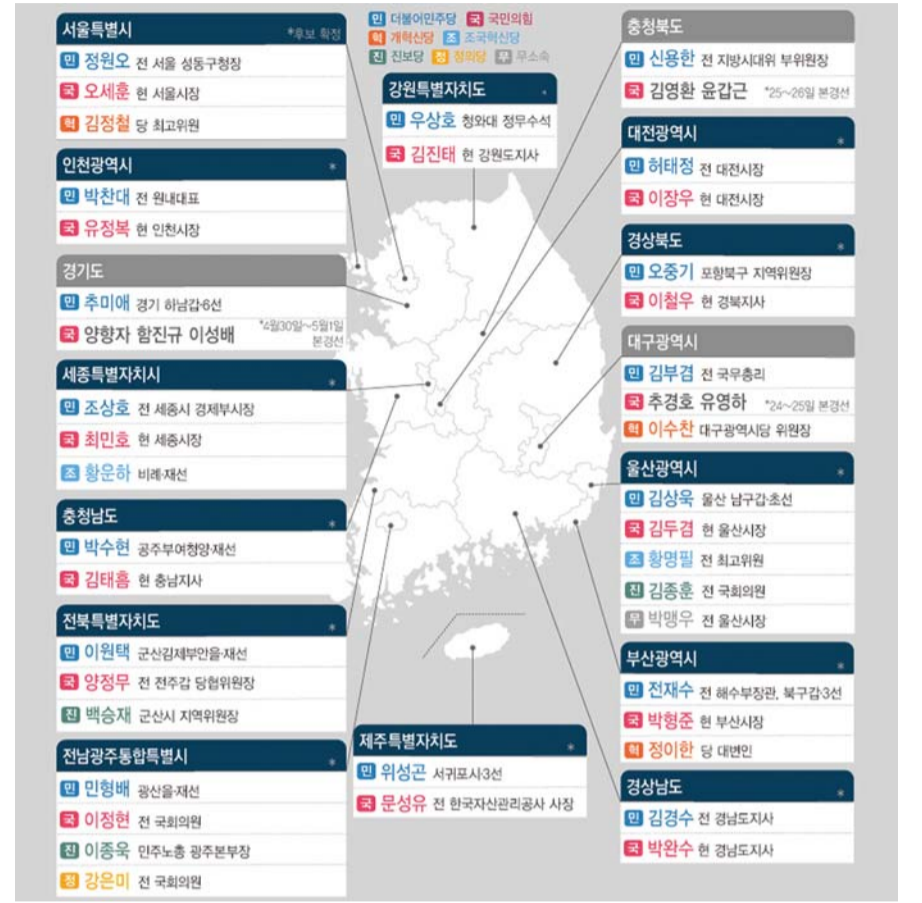 서울특별시 *후보 확정
민 정원오 전 서울 성동구청장
국 오세훈 현 서울시장
혁 김정철 당 최고위원
인천광역시 *
민 박찬대 전 원내대표
국 유정복 현 인천시장
경기도
민 추미애 경기 하남갑·6선
국 양향자 함진규 이성배 *4월30일~5월1일 본경선
세종특별자치시 *
민 조상호 전 세종시 경제부시장
국 최민호 현 세종시장
조 황운하 비례·재선
충청남도 *
민 박수현 공주부여청양·재선
국 김태흠 현 충남지사
전북특별자치도 *
민 이원택 군산김제부안을·재선
국 양정무 전 전주갑 당협위원장
진 백승재 군산시 지역위원장
전남광주통합특별시 *
민 민형배 광산을·재선
국 이정현 전 국회의원
진 이종욱 민주노총 광주본부장
정 강은미 전 국회의원
민 더불어민주당 국 국민의힘
혁 개혁신당 조 조국혁신당
진 진보당 정 정의당 무 무소속
강원특별자치도 *
민 우상호 청와대 정무수석
국 김진태 현 강원도지사
제주특별자치도 *
민 위성곤 서귀포시·3선
국 문성유 전 한국자산관리공사 사장
충청북도
민 신용한 전 지방시대위 부위원장
국 김영환 윤갑근 *25~26일 본경선
대전광역시 *
민 허태정 전 대전시장
국 이장우 현 대전시장
경상북도 *
민 오중기 포항북구 지역위원장
국 이철우 현 경북지사
대구광역시
민 김부겸 전 국무총리
국 추경호 유영하 *24~25일 본경선
혁 이수찬 대구광역시당 위원장
울산광역시 *
민 김상욱 울산 남구갑·초선
국 김두겸 현 울산시장
조 황명필 전 최고위원
진 김종훈 전 국회의원
무 박맹우 전 울산시장
부산광역시 *
민 전재수 전 해수부장관, 북구갑·3선
국 박형준 현 부산시장
혁 정이한 당 대변인
경상남도 *
민 김경수 전 경남도지사
국 박완수 현 경남도지사